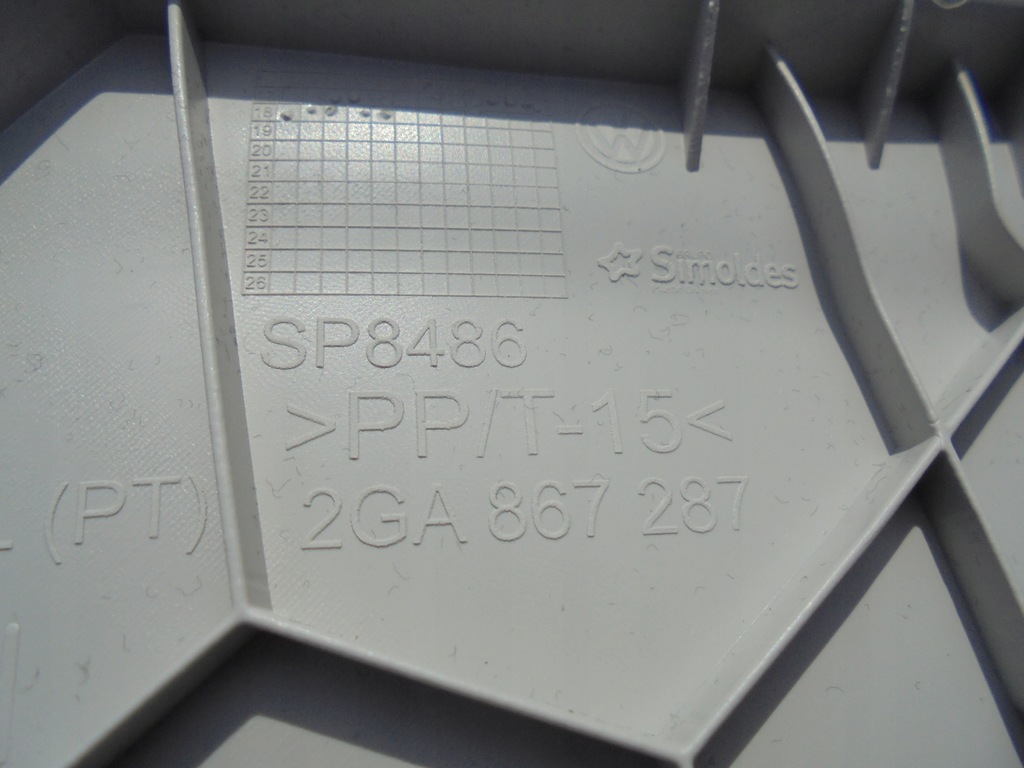 18
19
20
21
22
23
24
25
26
Simoldes
SP8486
>PP/T-15<
2GA 867 287
(PT)